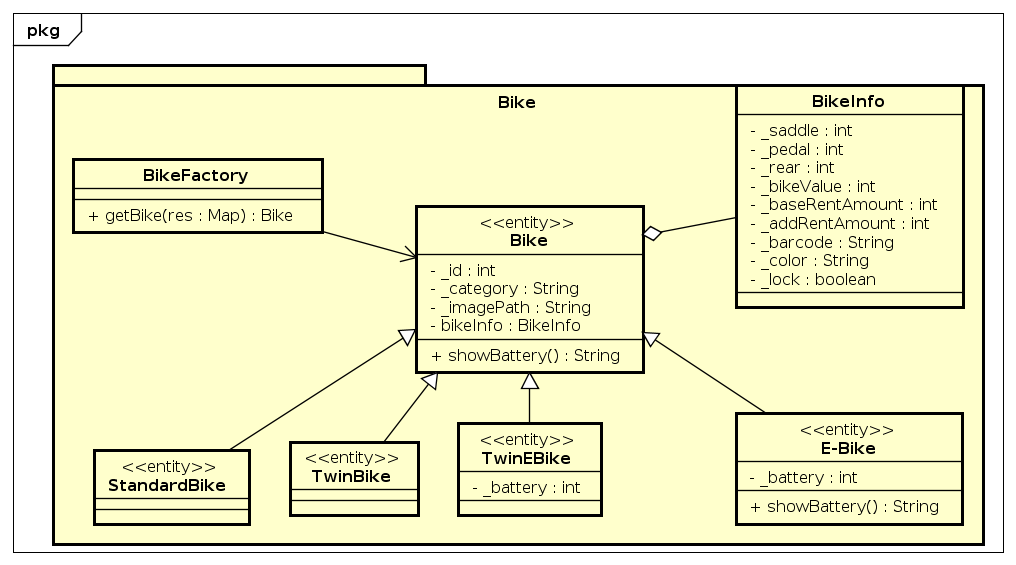 pkg
Bike
BikeInfo
- _saddle : int
- _pedal : int
- _rear : int
- _bikeValue : int
- _baseRentAmount : int
- _addRentAmount : int
- _barcode : String
- _color : String
- _lock : boolean
BikeFactory
+ getBike(res : Map) : Bike
<<entity>>
Bike
- _id : int
- _category : String
- _imagePath : String
- bikeInfo : BikeInfo
+ showBattery() : String
<<entity>>
StandardBike
<<entity>>
TwinBike
<<entity>>
TwinEBike
- _battery : int
<<entity>>
E-Bike
- _battery : int
+ showBattery() : String